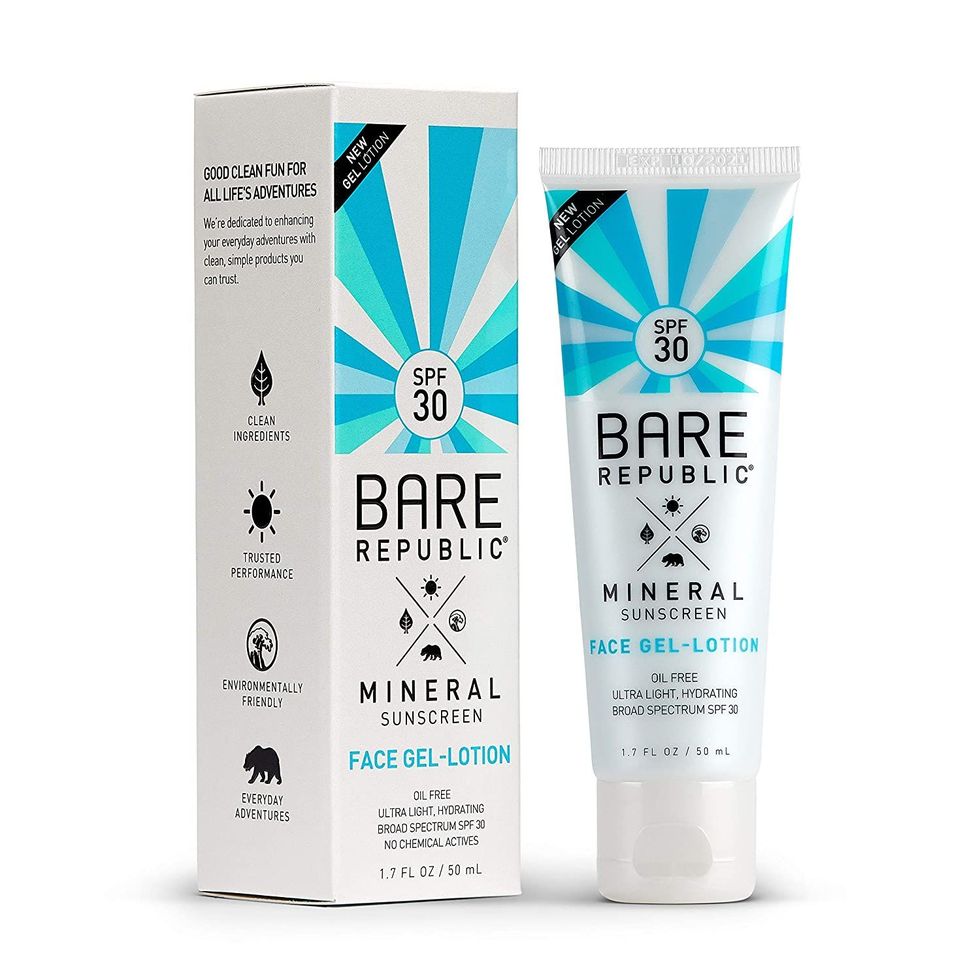 GOOD CLEAN FUN FOR
ALL LIFE'S ADVENTURES
We're dedicated to enhancing
your everyday adventures with
clean, simple products you
can trust.
CLEAN
INGREDIENTS
TRUSTED
PERFORMANCE
ENVIRONMENTALLY
FRIENDLY
EVERYDAY
ADVENTURES
NEW
GEL LOTION
SPF
30
BARE
REPUBLIC®
MINERAL
SUNSCREEN
FACE GEL-LOTION
OIL FREE
ULTRA LIGHT, HYDRATING
BROAD SPECTRUM SPF 30
NO CHEMICAL ACTIVES
1.7 FL OZ / 50 mL
EXP 10/2021
NEW
GEL LOTION
SPF
30
BARE
REPUBLIC®
MINERAL
SUNSCREEN
FACE GEL-LOTION
OIL FREE
ULTRA LIGHT, HYDRATING
BROAD SPECTRUM SPF 30
1.7 FL OZ / 50 mL